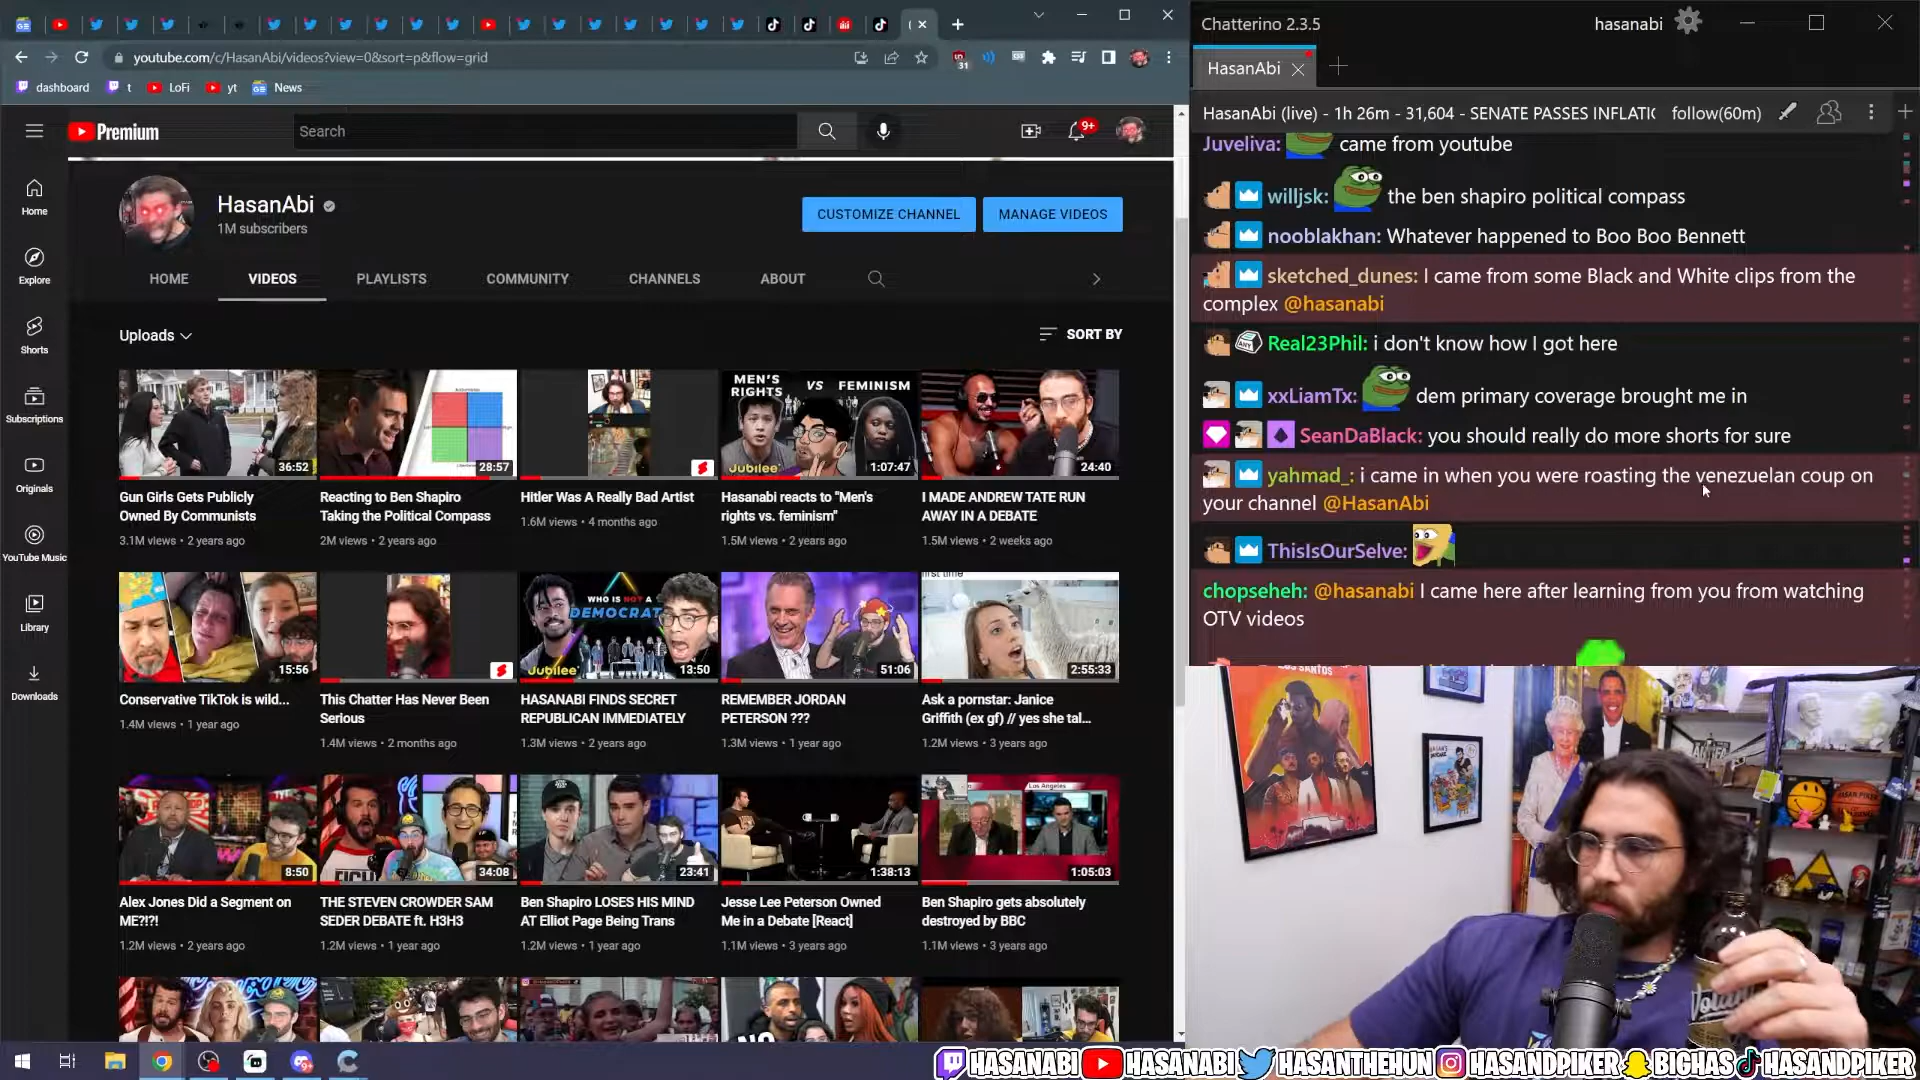 youtube.com/c/HasanAbi/videos?view=0&sort=p&flow=grid
31
dashboard
t
LoFi
yt
News
Premium
Search
9+
Home
Explore
Shorts
Subscriptions
Originals
YouTube Music
Library
Downloads
HasanAbi
1M subscribers
CUSTOMIZE CHANNEL
MANAGE VIDEOS
HOME
VIDEOS
PLAYLISTS
COMMUNITY
CHANNELS
ABOUT
Uploads
SORT BY
36:52
28:57
MEN'S RIGHTS VS FEMINISM
Jubilee
1:07:47
24:40
Gun Girls Gets Publicly
Owned By Communists
3.1M views • 2 years ago
Reacting to Ben Shapiro
Taking the Political Compass
2M views • 2 years ago
Hitler Was A Really Bad Artist
1.6M views • 4 months ago
Hasanabi reacts to "Men's
rights vs. feminism"
1.5M views • 2 years ago
I MADE ANDREW TATE RUN
AWAY IN A DEBATE
1.5M views • 2 weeks ago
15:56
WHO IS NOT A
DEMOCRAT
Jubilee
13:50
51:06
first time
2:55:33
Conservative TikTok is wild...
1.4M views • 1 year ago
This Chatter Has Never Been
Serious
1.4M views • 2 months ago
HASANABI FINDS SECRET
REPUBLICAN IMMEDIATELY
1.3M views • 2 years ago
REMEMBER JORDAN
PETERSON ???
1.3M views • 1 year ago
Ask a pornstar: Janice
Griffith (ex gf) // yes she tal...
1.2M views • 3 years ago
8:50
34:08
23:41
1:38:13
Los Angeles
1:05:03
Alex Jones Did a Segment on
ME?!?!
1.2M views • 2 years ago
THE STEVEN CROWDER SAM
SEDER DEBATE ft. H3H3
1.2M views • 1 year ago
Ben Shapiro LOSES HIS MIND
AT Elliot Page Being Trans
1.2M views • 1 year ago
Jesse Lee Peterson Owned
Me in a Debate [React]
1.1M views • 3 years ago
Ben Shapiro gets absolutely
destroyed by BBC
1.1M views • 3 years ago
Chatterino 2.3.5
hasanabi
HasanAbi
HasanAbi (live) - 1h 26m - 31,604 - SENATE PASSES INFLATIC
follow(60m)
Juveliva: came from youtube
willjsk: the ben shapiro political compass
nooblakhan: Whatever happened to Boo Boo Bennett
sketched_dunes: I came from some Black and White clips from the
complex @hasanabi
Real23Phil: i don't know how I got here
xxLiamTx: dem primary coverage brought me in
SeanDaBlack: you should really do more shorts for sure
yahmad_: i came in when you were roasting the venezuelan coup on
your channel @HasanAbi
ThisIsOurSelve:
chopseheh: @hasanabi I came here after learning from you from watching
OTV videos
LOS SANTOS
HASANABI HASANABI HASANTHEHUN HASANDPIKER BIGHAS HASANDPIKER